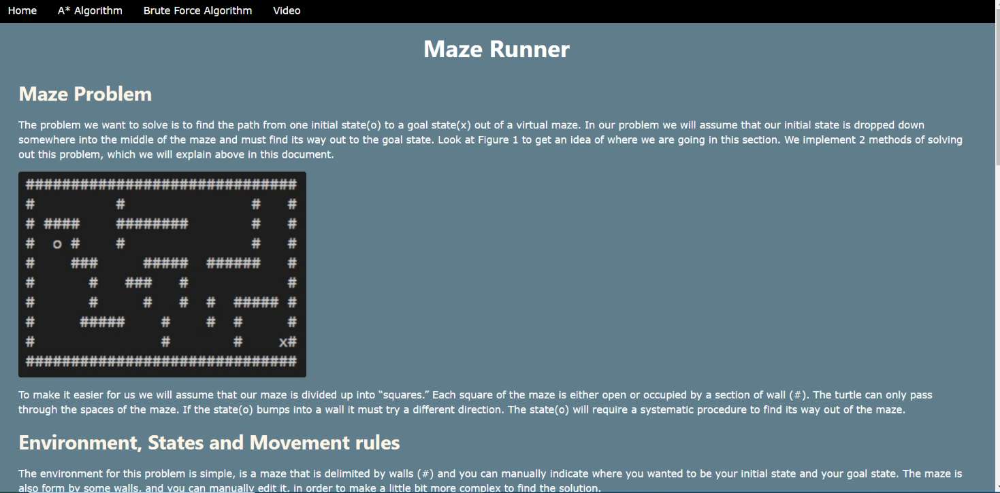 Home A* Algorithm Brute Force Algorithm Video
Maze Runner
Maze Problem
The problem we want to solve is to find the path from one initial state(o) to a goal state(x) out of a virtual maze. In our problem we will assume that our initial state is dropped down
somewhere into the middle of the maze and must find its way out to the goal state. Look at Figure 1 to get an idea of where we are going in this section. We implement 2 methods of solving
out this problem, which we will explain above in this document.
##############################
#         #              #   #
# ####    ########       #   #
#  o #    #              #   #
#    ###     #####  ######   #
#      #   ###   #           #
#      #     #   #  #  ##### #
#     #####    #    #  #     #
#              #       #    x#
##############################
To make it easier for us we will assume that our maze is divided up into “squares.” Each square of the maze is either open or occupied by a section of wall (#). The turtle can only pass
through the spaces of the maze. If the state(o) bumps into a wall it must try a different direction. The state(o) will require a systematic procedure to find its way out of the maze.
Environment, States and Movement rules
The environment for this problem is simple, is a maze that is delimited by walls (#) and you can manually indicate where you wanted to be your initial state and your goal state. The maze is
also form by some walls, and you can manually edit it, in order to make a little bit more complex to find the solution.